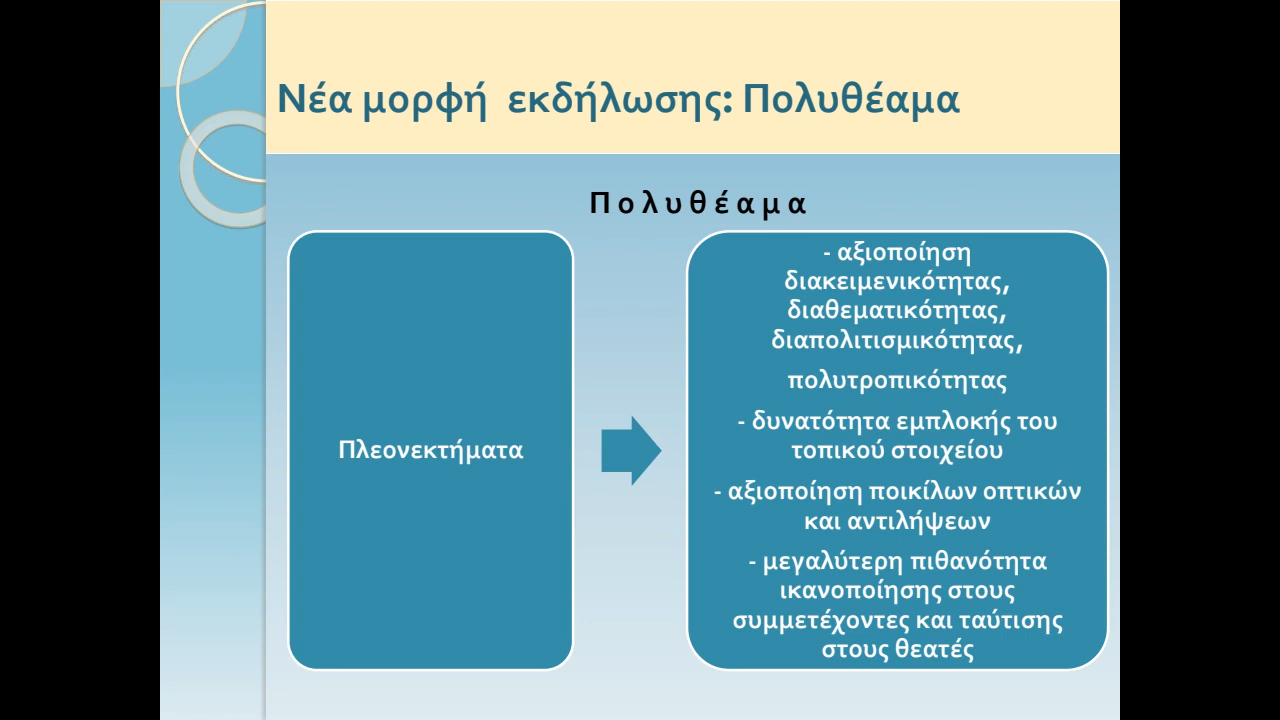 Νέα μορφή εκδήλωσης: Πολυθέαμα
Π ο λ υ θ έ α μ α
Πλεονεκτήματα
- αξιοποίηση
διακειμενικότητας,
διαθεματικότητας,
διαπολιτισμικότητας,
πολυτροπικότητας
- δυνατότητα εμπλοκής του
τοπικού στοιχείου
- αξιοποίηση ποικίλων οπτικών
και αντιλήψεων
- μεγαλύτερη πιθανότητα
ικανοποίησης στους
συμμετέχοντες και ταύτισης
στους θεατές